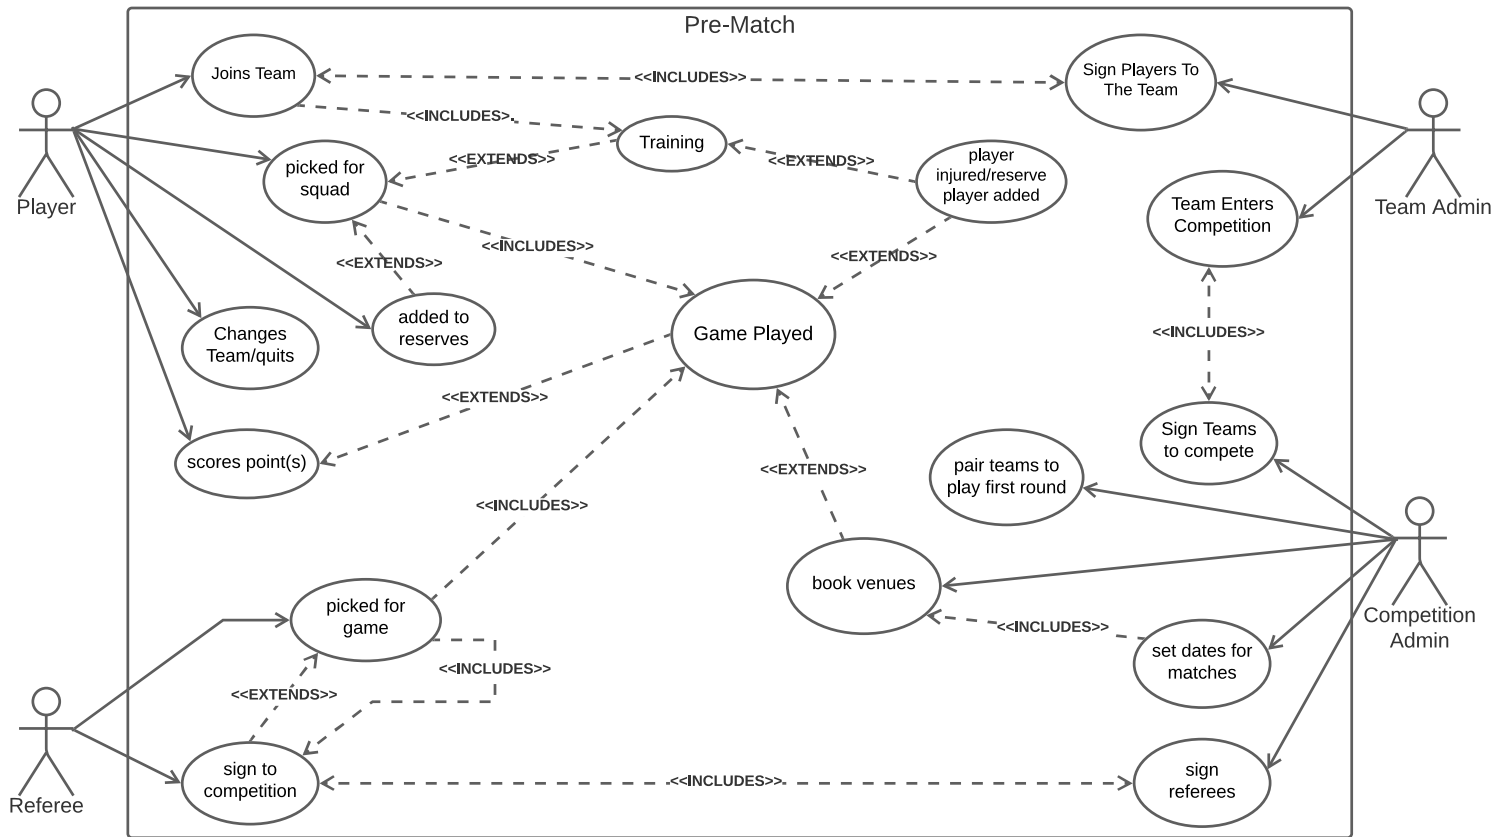 Pre-Match
Joins Team
<<INCLUDES>>
Sign Players To
The Team
<<INCLUDES>.
Training
<<EXTENDS>>
<<EXTENDS>>
picked for
squad
player
injured/reserve
player added
Player
Team Admin
Team Enters
Competition
<<INCLUDES>>
<<EXTENDS>>
<<EXTENDS>>
added to
reserves
Changes
Team/quits
Game Played
<<INCLUDES>>
<<EXTENDS>>
scores point(s)
Sign Teams
to compete
pair teams to
play first round
<<EXTENDS>>
<<INCLUDES>>
book venues
picked for
game
<<INCLUDES>>
Competition
Admin
set dates for
matches
<<INCLUDES>>
<<EXTENDS>>
sign to
competition
<<INCLUDES>>
sign
referees
Referee